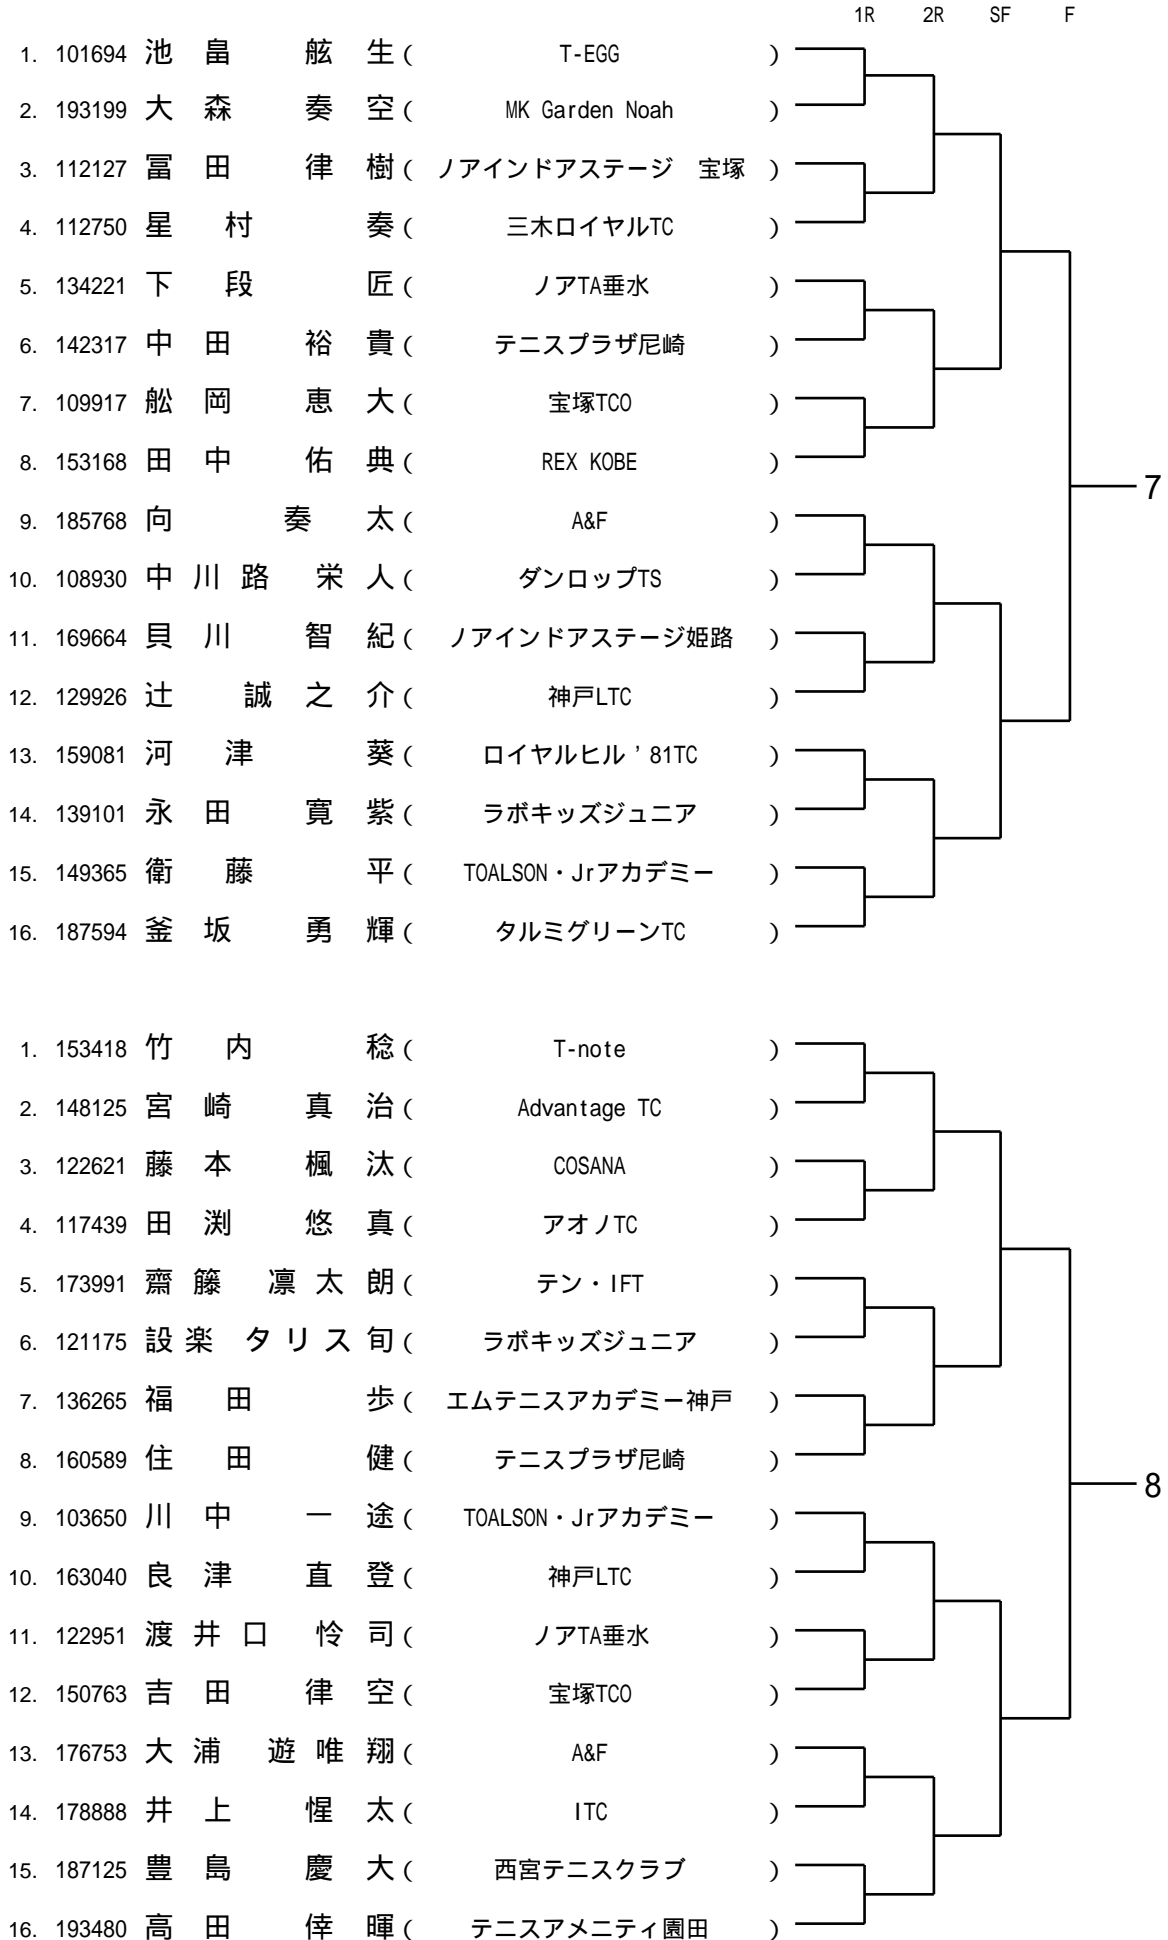 1R 2R SF F
1. 101694 池畠 舷生 ( T-EGG )
2. 193199 大森 奏空 ( MK Garden Noah )
3. 112127 冨田 律樹 ( ノアインドアステージ 宝塚 )
4. 112750 星村 奏 ( 三木ロイヤルTC )
5. 134221 下段 匠 ( ノアTA垂水 )
6. 142317 中田 裕貴 ( テニスプラザ尼崎 )
7. 109917 舩岡 恵大 ( 宝塚TCO )
8. 153168 田中 佑典 ( REX KOBE )
7
9. 185768 向 奏太 ( A&F )
10. 108930 中川路 栄人 ( ダンロップTS )
11. 169664 貝川 智紀 ( ノアインドアステージ姫路 )
12. 129926 辻 誠之介 ( 神戸LTC )
13. 159081 河津 葵 ( ロイヤルヒル’81TC )
14. 139101 永田 寛紫 ( ラボキッズジュニア )
15. 149365 衛藤 平 ( TOALSON・Jrアカデミー )
16. 187594 釜坂 勇輝 ( タルミグリーンTC )
1. 153418 竹内 稔 ( T-note )
2. 148125 宮崎 真治 ( Advantage TC )
3. 122621 藤本 楓汰 ( COSANA )
4. 117439 田渕 悠真 ( アオノTC )
5. 173991 齋籐 凛太朗 ( テン・IFT )
6. 121175 設楽 タリス旬 ( ラボキッズジュニア )
7. 136265 福田 歩 ( エムテニスアカデミー神戸 )
8. 160589 住田 健 ( テニスプラザ尼崎 )
8
9. 103650 川中 一途 ( TOALSON・Jrアカデミー )
10. 163040 良津 直登 ( 神戸LTC )
11. 122951 渡井口 怜司 ( ノアTA垂水 )
12. 150763 吉田 律空 ( 宝塚TCO )
13. 176753 大浦 遊唯翔 ( A&F )
14. 178888 井上 惺太 ( ITC )
15. 187125 豊島 慶大 ( 西宮テニスクラブ )
16. 193480 高田 倖暉 ( テニスアメニティ園田 )